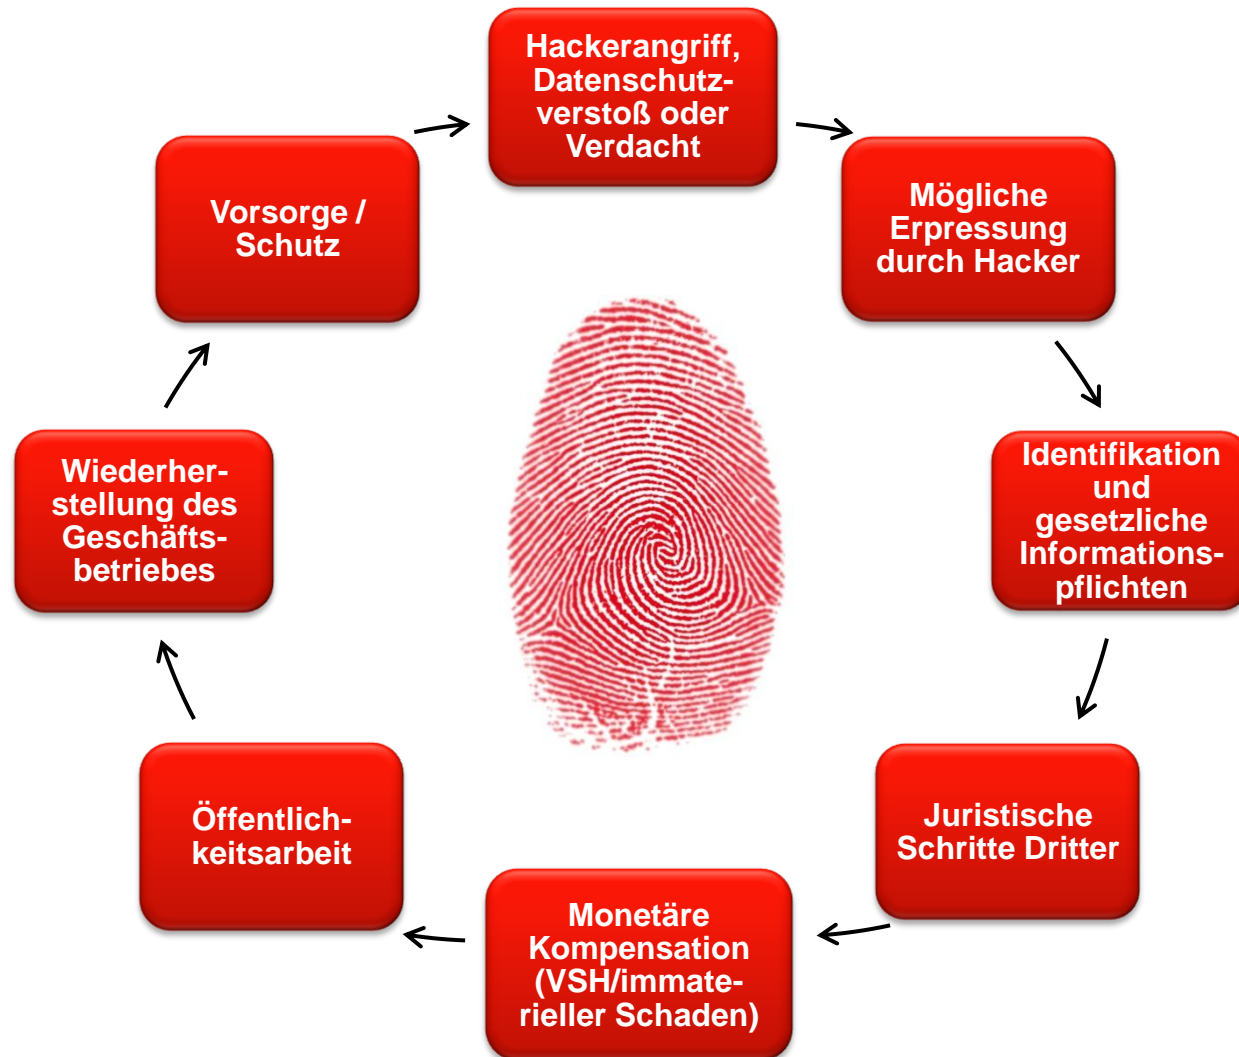 Hackerangriff,
Datenschutz-
verstoß oder
Verdacht
Mögliche
Erpressung
durch Hacker
Identifikation
und
gesetzliche
Informations-
pflichten
Juristische
Schritte Dritter
Monetäre
Kompensation
(VSH/immate-
rieller Schaden)
Öffentlich-
keitsarbeit
Wiederher-
stellung des
Geschäfts-
betriebes
Vorsorge /
Schutz